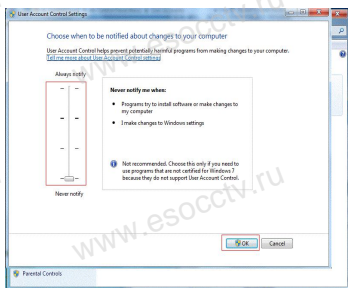 User Account Control Settings
Choose when to be notified about changes to your computer
User Account Control helps prevent potentially harmful programs from making changes to your computer.
Tell me more about User Account Control settings
Always notify
Never notify me when:
Programs try to install software or make changes to
my computer
I make changes to Windows settings
Not recommended. Choose this only if you need to
use programs that are not certified for Windows 7
because they do not support User Account Control.
Never notify
OK
Cancel
Parental Controls
www.esocctv.ru